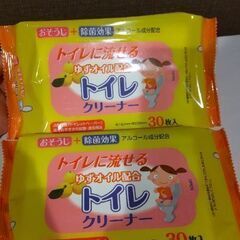 おそうじ+除菌効果 アルコール成分配合
トイレに流せる
ゆずオイル配合
トイレ
クリーナー
30枚入
おそうじ+除菌効果 アルコール成分配合
トイレに流せる
ゆずオイル配合
トイレ
クリーナー
30枚入